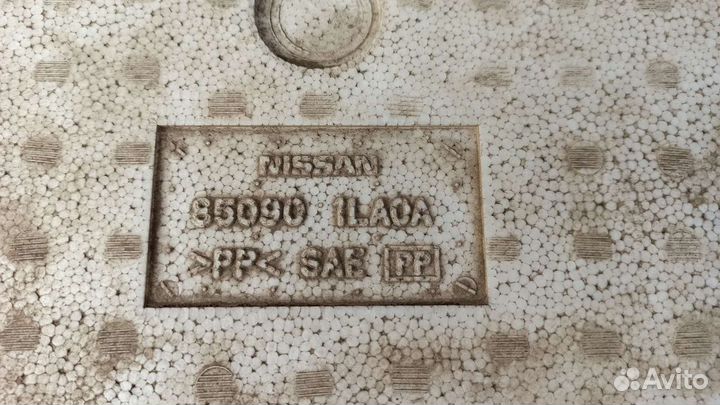 NISSAN
85090 1LA0A
>PP< SAE PP
Avito